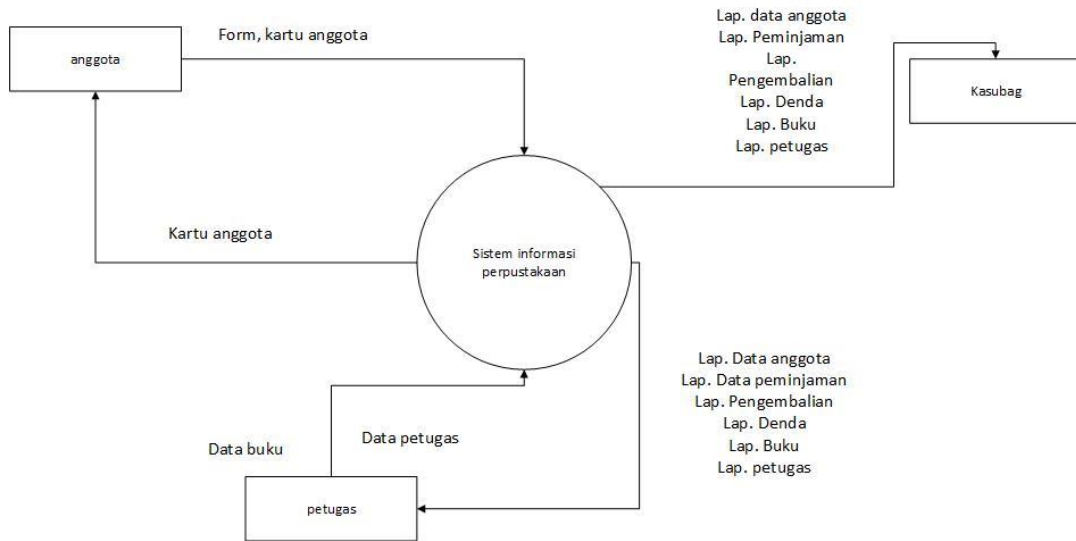 Form, kartu anggota
anggota
Lap. data anggota
Lap. Peminjaman
Lap.
Pengembalian
Lap. Denda
Lap. Buku
Lap. petugas
Kasubag
Kartu anggota
Sistem informasi
perpustakaan
Lap. Data anggota
Lap. Data peminjaman
Lap. Pengembalian
Lap. Denda
Lap. Buku
Lap. petugas
Data buku
Data petugas
petugas